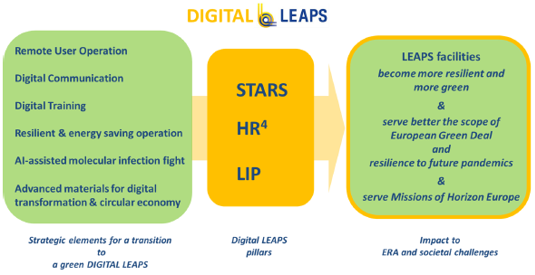 DIGITAL LEAPS
Remote User Operation
Digital Communication
Digital Training
Resilient & energy saving operation
AI-assisted molecular infection fight
Advanced materials for digital
transformation & circular economy
STARS
HR⁴
LIP
LEAPS facilities
become more resilient and
more green
&
serve better the scope of
European Green Deal
and
resilience to future pandemics
&
serve Missions of Horizon Europe
Strategic elements for a transition
to
a green DIGITAL LEAPS
Digital LEAPS
pillars
Impact to
ERA and societal challenges